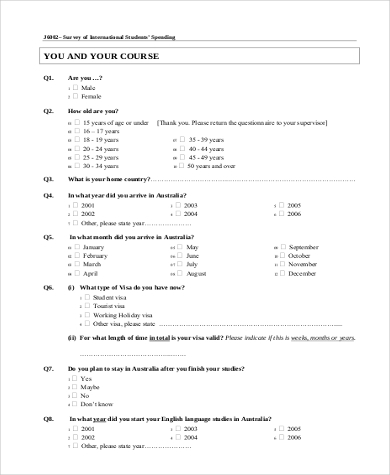 J6002– Survey of International Students' Spending
YOU AND YOUR COURSE
Q1. Are you …?
1 Male
2 Female
Q2. How old are you?
01 15 years of age or under [Thank you. Please return the questionnaire to your supervisor]
02 16 – 17 years
03 18 - 19 years 07 35 - 39 years
04 20 - 24 years 08 40 - 44 years
05 25 - 29 years 09 45 - 49 years
06 30 - 34 years 10 50 years and over
Q3. What is your home country?
Q4. In what year did you arrive in Australia?
1 2001 3 2003 5 2005
2 2002 4 2004 6 2006
7 Other, please state year
Q5. In what month did you arrive in Australia?
01 January 05 May 09 September
02 February 06 June 10 October
03 March 07 July 11 November
04 April 08 August 12 December
Q6. (i) What type of Visa do you have now?
1 Student visa
2 Tourist visa
3 Working Holiday visa
4 Other visa, please state
(ii) For what length of time in total is your visa valid? Please indicate if this is weeks, months or years.
Q7. Do you plan to stay in Australia after you finish your studies?
1 Yes
2 Maybe
3 No
4 Don't know
Q8. In what year did you start your English language studies in Australia?
1 2001 3 2003 5 2005
2 2002 4 2004 6 2006
7 Other, please state year